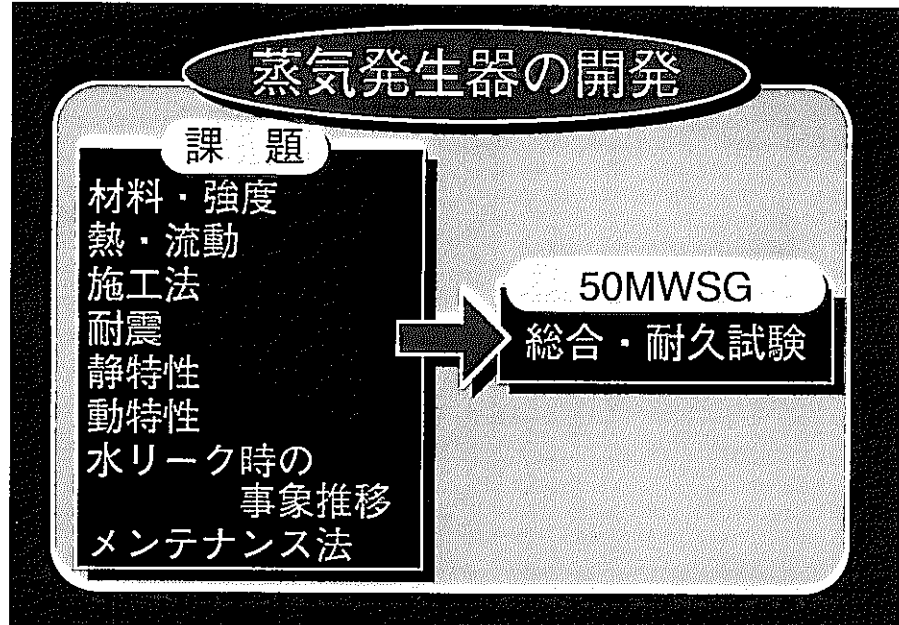 蒸気発生器の開発
課 題
材料・強度
熱・流動
施工法
耐震
静特性
動特性
水リーク時の
事象推移
メンテナンス法
50MWSG
総合・耐久試験